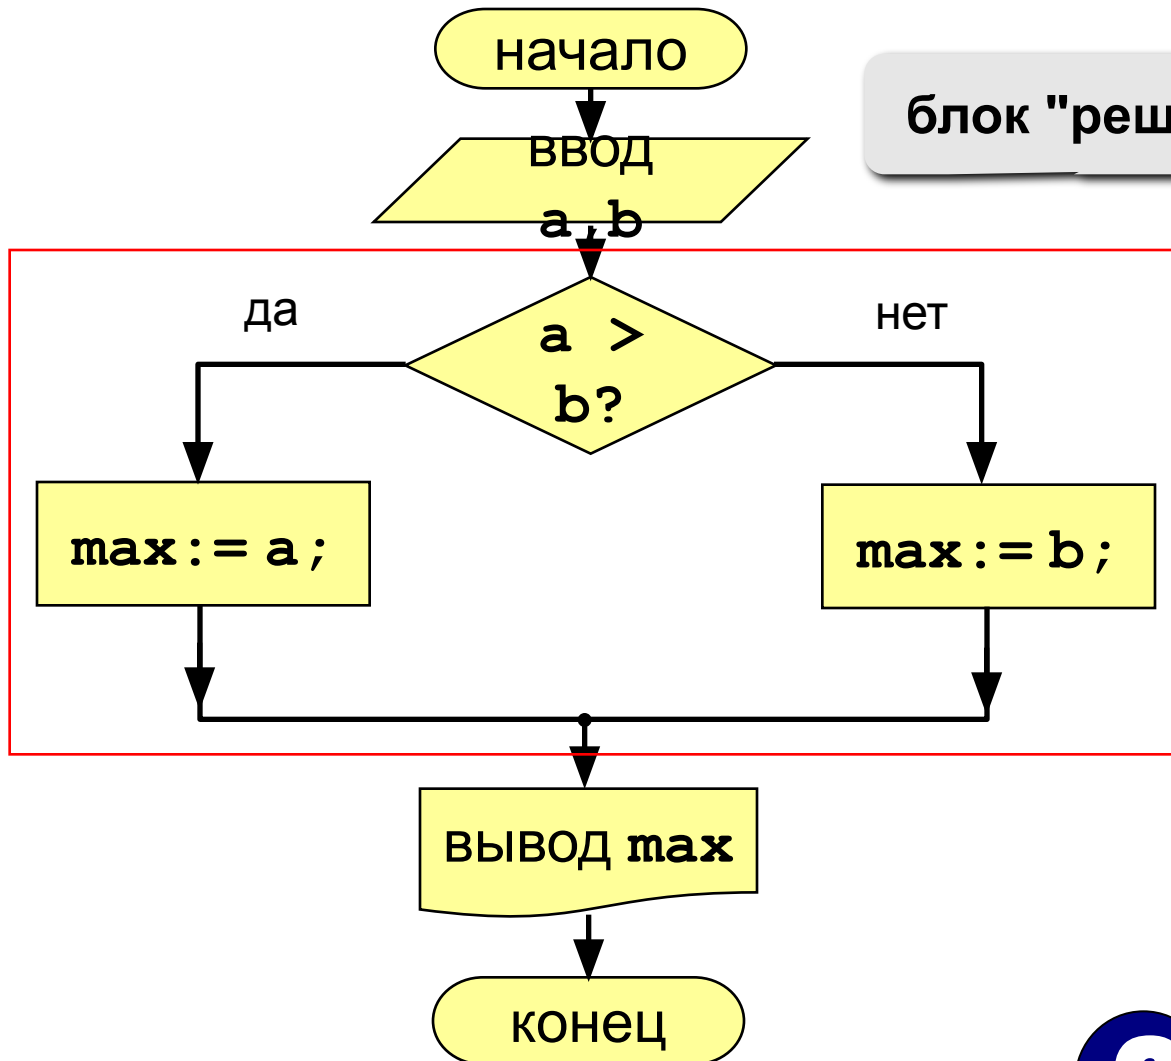 начало
блок "реш
ввод
a,b
да
нет
a >
b?
max:= a;
max:= b;
вывод max
конец